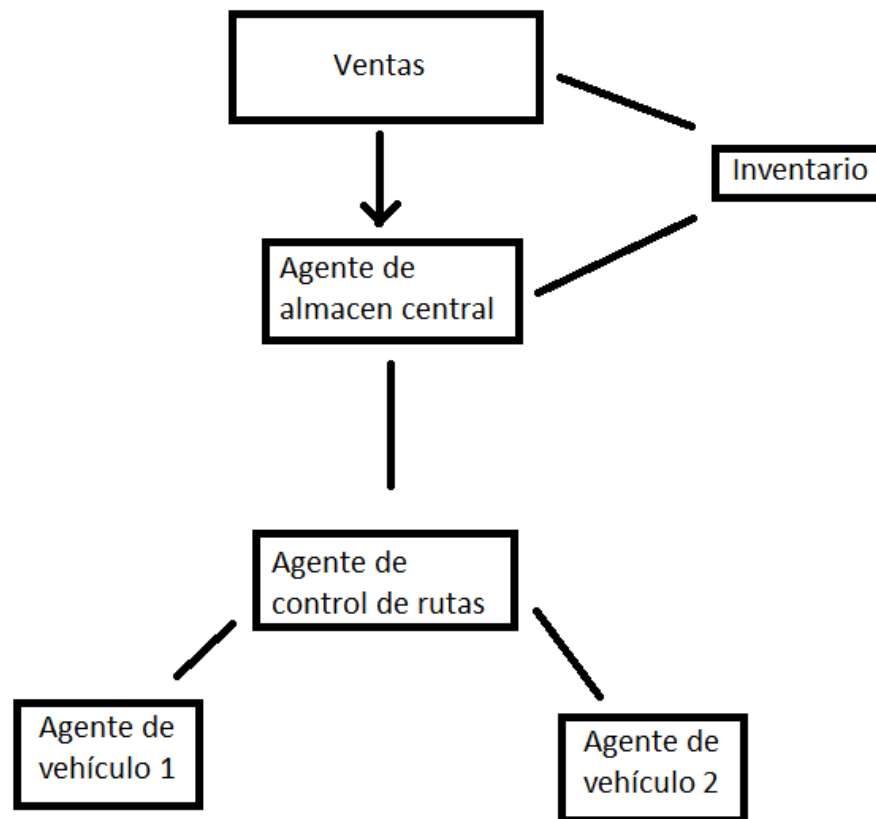 Ventas
Inventario
Agente de
almacen central
Agente de
control de rutas
Agente de
vehículo 1
Agente de
vehículo 2